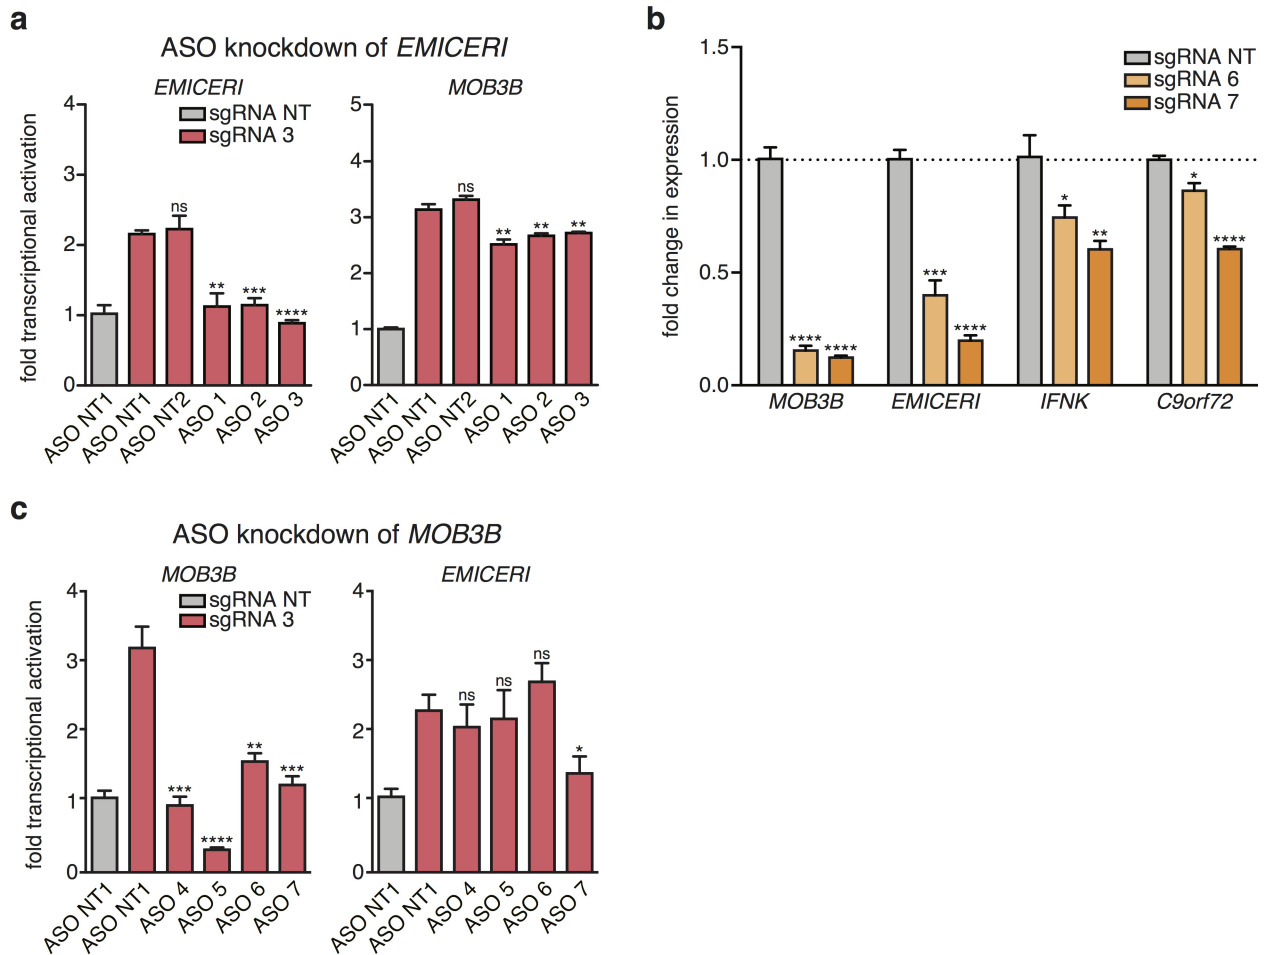 a
ASO knockdown of EMICERI
EMICERI
sgRNA NT
sgRNA 3
fold transcriptional activation
4
3
2
1
0
ns
**
***
****
ASO NT1
ASO NT1
ASO NT2
ASO 1
ASO 2
ASO 3
MOB3B
5
4
3
2
1
0
ns
**
**
**
ASO NT1
ASO NT1
ASO NT2
ASO 1
ASO 2
ASO 3
b
sgRNA NT
sgRNA 6
sgRNA 7
fold change in expression
1.5
1.0
0.5
0.0
****
****
***
****
*
**
*
****
MOB3B
EMICERI
IFNK
C9orf72
c
ASO knockdown of MOB3B
MOB3B
sgRNA NT
sgRNA 3
fold transcriptional activation
4
3
2
1
0
***
****
**
***
ASO NT1
ASO NT1
ASO 4
ASO 5
ASO 6
ASO 7
EMICERI
4
3
2
1
0
ns
ns
ns
*
ASO NT1
ASO NT1
ASO 4
ASO 5
ASO 6
ASO 7